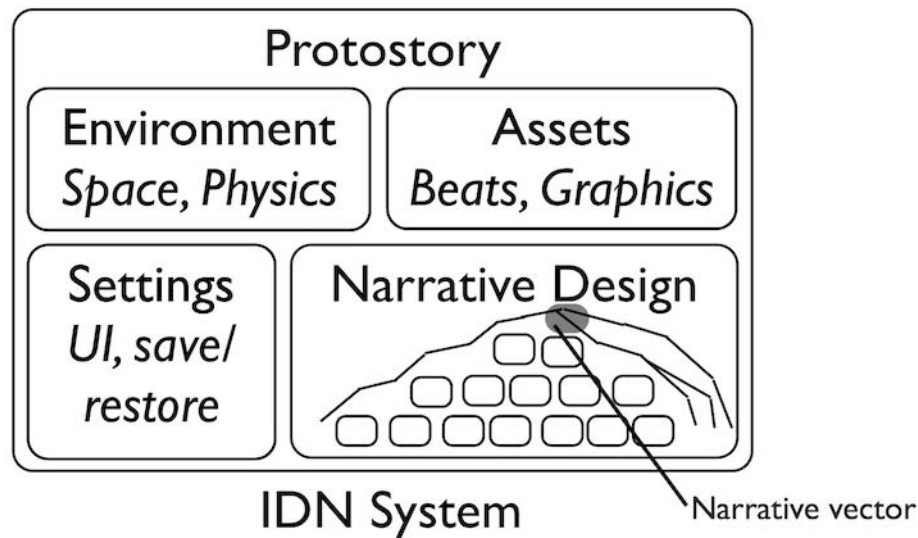 Protostory
Environment
Space, Physics
Assets
Beats, Graphics
Settings
UI, save/
restore
Narrative Design
IDN System
Narrative vector